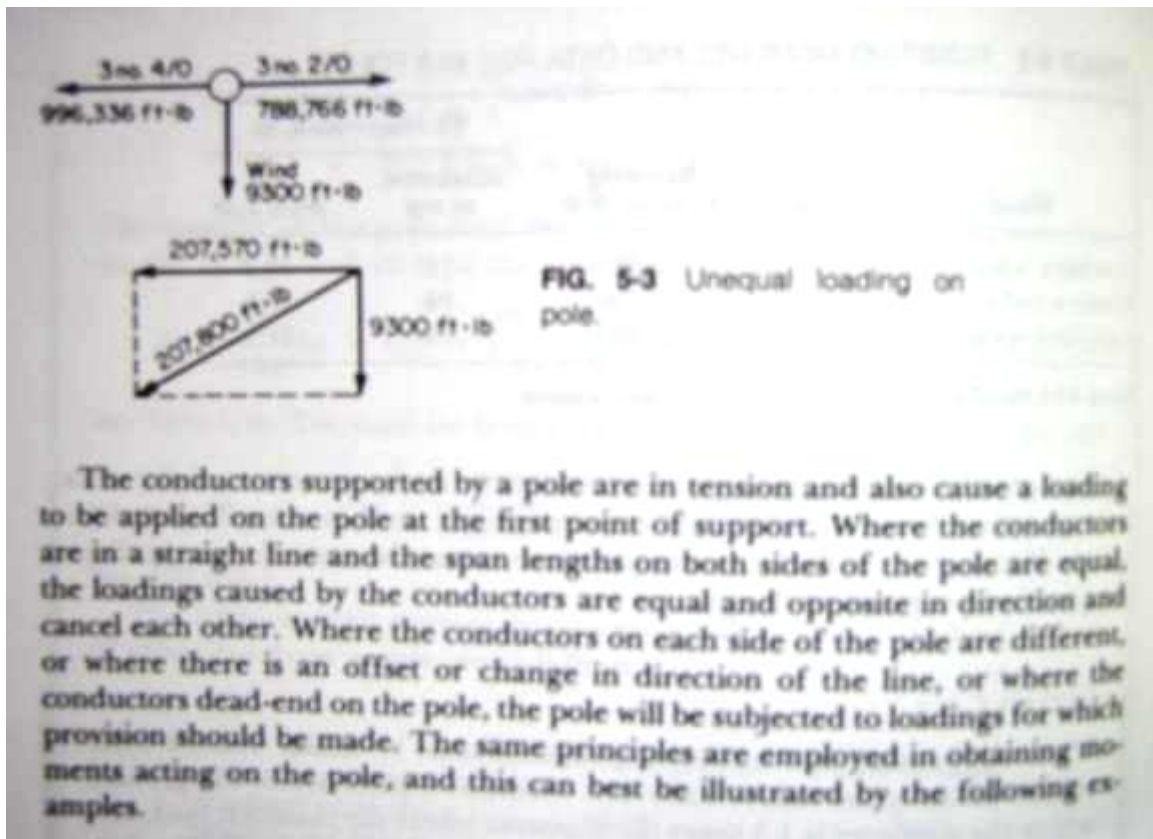 3 no. 4/0
3 no. 2/0
996,336 ft-lb
788,766 ft-lb
Wind
9300 ft-lb
207,570 ft-lb
207,800 ft-lb
9300 ft-lb
FIG. 5-3 Unequal loading on
pole.
The conductors supported by a pole are in tension and also cause a loading
to be applied on the pole at the first point of support. Where the conductors
are in a straight line and the span lengths on both sides of the pole are equal,
the loadings caused by the conductors are equal and opposite in direction and
cancel each other. Where the conductors on each side of the pole are different,
or where there is an offset or change in direction of the line, or where the
conductors dead-end on the pole, the pole will be subjected to loadings for which
provision should be made. The same principles are employed in obtaining mo-
ments acting on the pole, and this can best be illustrated by the following ex-
amples.